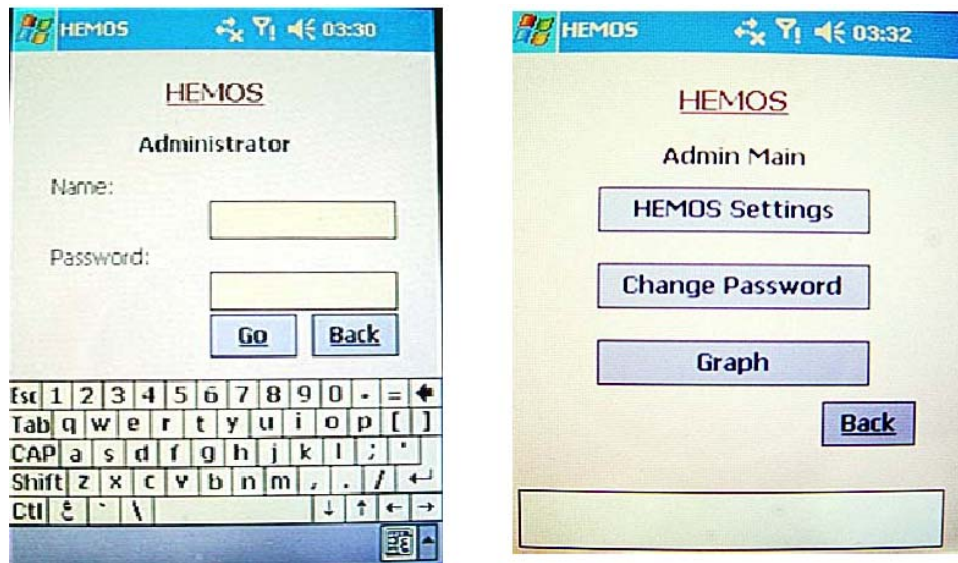 HEMOS 03:30
HEMOS
Administrator
Name:
Password:
Go Back
Esc 1 2 3 4 5 6 7 8 9 0 - =
Tab q w e r t y u i o p [ ]
CAP a s d f g h j k l ; '
Shift z x c v b n m , . /
Ctl ` \ ↓ ↑ ← →
HEMOS 03:32
HEMOS
Admin Main
HEMOS Settings
Change Password
Graph
Back